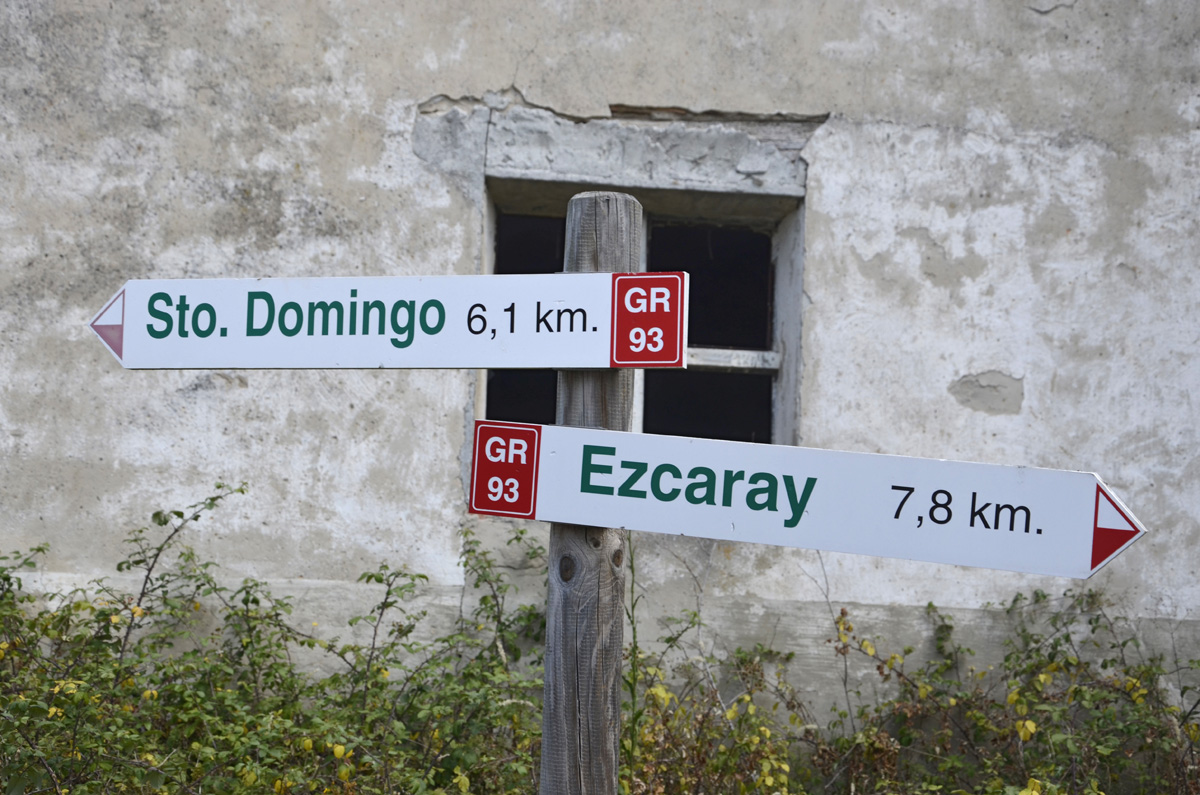 Sto. Domingo 6,1 km. GR 93
GR 93 Ezcaray 7,8 km.